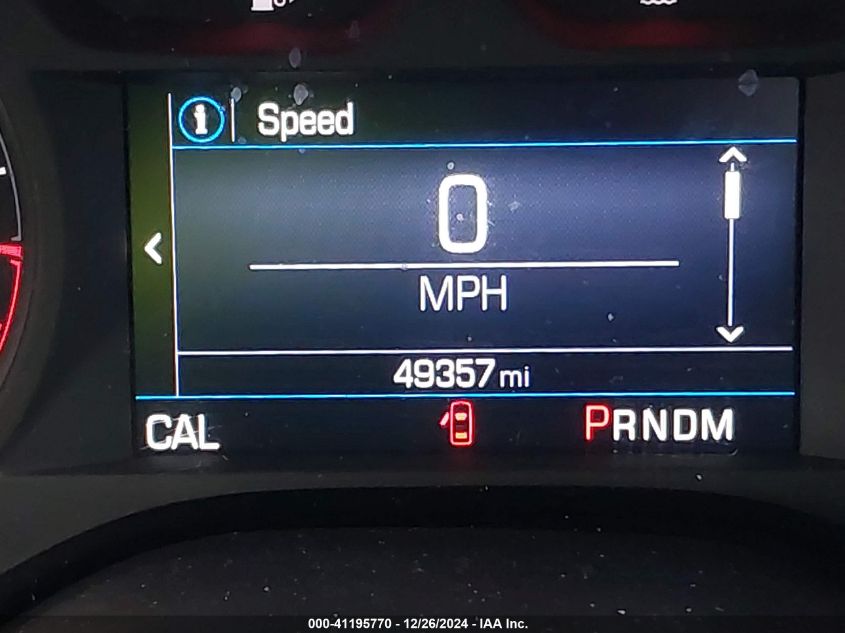 Speed
0
MPH
49357 mi
CAL PRNDM
000-41195770 - 12/26/2024 - IAA Inc.